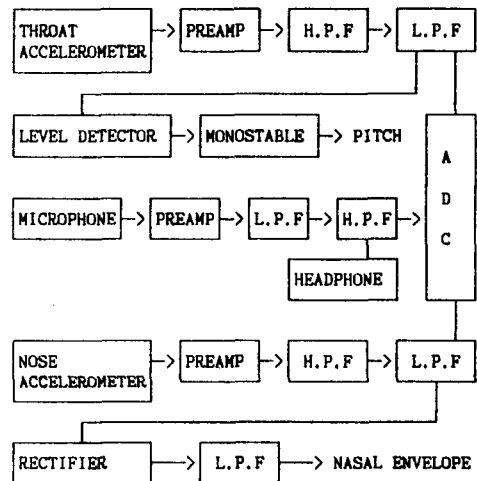 THROAT ACCELEROMETER
PREAMP
H.P.F
L.P.F
LEVEL DETECTOR
MONOSTABLE
PITCH
A D C
MICROPHONE
PREAMP
L.P.F
H.P.F
HEADPHONE
NOSE ACCELEROMETER
PREAMP
H.P.F
L.P.F
RECTIFIER
L.P.F
NASAL ENVELOPE